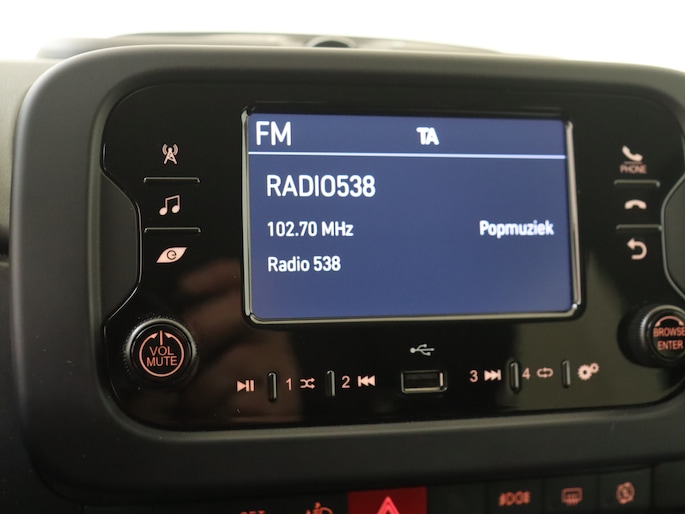 FM TA
RADIO538
102.70 MHz Popmuziek
Radio 538
PHONE
VOL
MUTE
BROWSE
ENTER
1 2 3 4